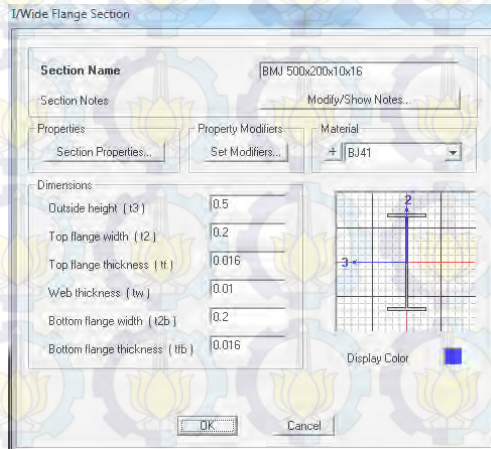 I/Wide Flange Section
Section Name BMJ 500x200x10x16
Section Notes Modify/Show Notes...
Properties Property Modifiers Material
Section Properties... Set Modifiers... + BJ41
Dimensions
Outside height ( t3 ) 0.5
Top flange width ( t2 ) 0.2
Top flange thickness ( tf ) 0.016
Web thickness ( tw ) 0.01
Bottom flange width ( t2b ) 0.2
Bottom flange thickness ( tfb ) 0.016
2
3
Display Color
OK Cancel